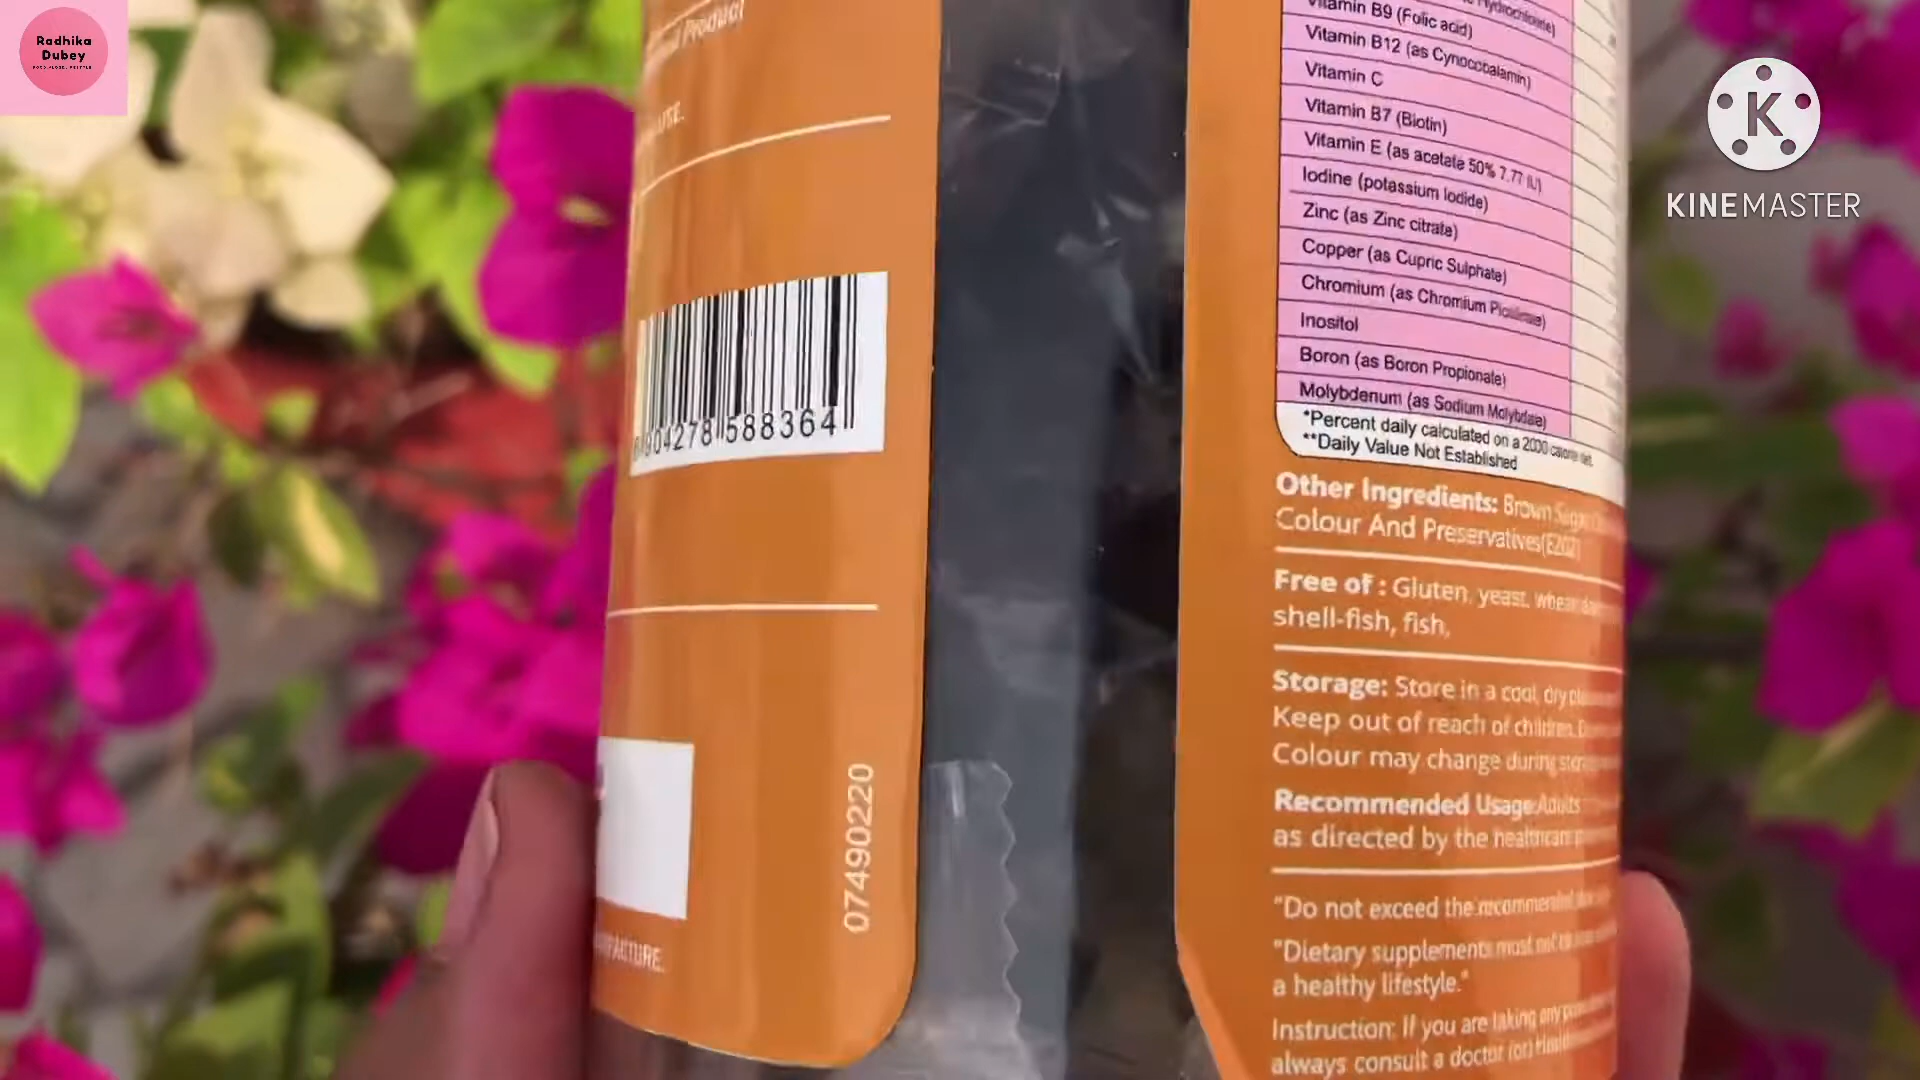 Radhika
Dubey
KINEMASTER
Product
USE.
804278 588364
07490220
Hydrochloride)
Vitamin B9 (Folic acid)
Vitamin B12 (as Cynocobalamin)
Vitamin C
Vitamin B7 (Biotin)
Vitamin E (as acetate 50% 7.77 IU)
Iodine (potassium Iodide)
Zinc (as Zinc citrate)
Copper (as Cupric Sulphate)
Chromium (as Chromium Picolinate)
Inositol
Boron (as Boron Propionate)
Molybdenum (as Sodium Molybdate)
*Percent daily calculated on a 2000 calorie diet.
**Daily Value Not Established
Other Ingredients: Brown Sugar
Colour And Preservatives(E202)
Free of : Gluten, yeast, wheat
shell-fish, fish,
Storage: Store in a cool, dry
Keep out of reach of children.
Colour may change during
Recommended Usage:Adults
as directed by the healthcare
"Do not exceed the recommended
"Dietary supplements must not
a healthy lifestyle."
Instruction: If you are taking any
always consult a doctor (or)